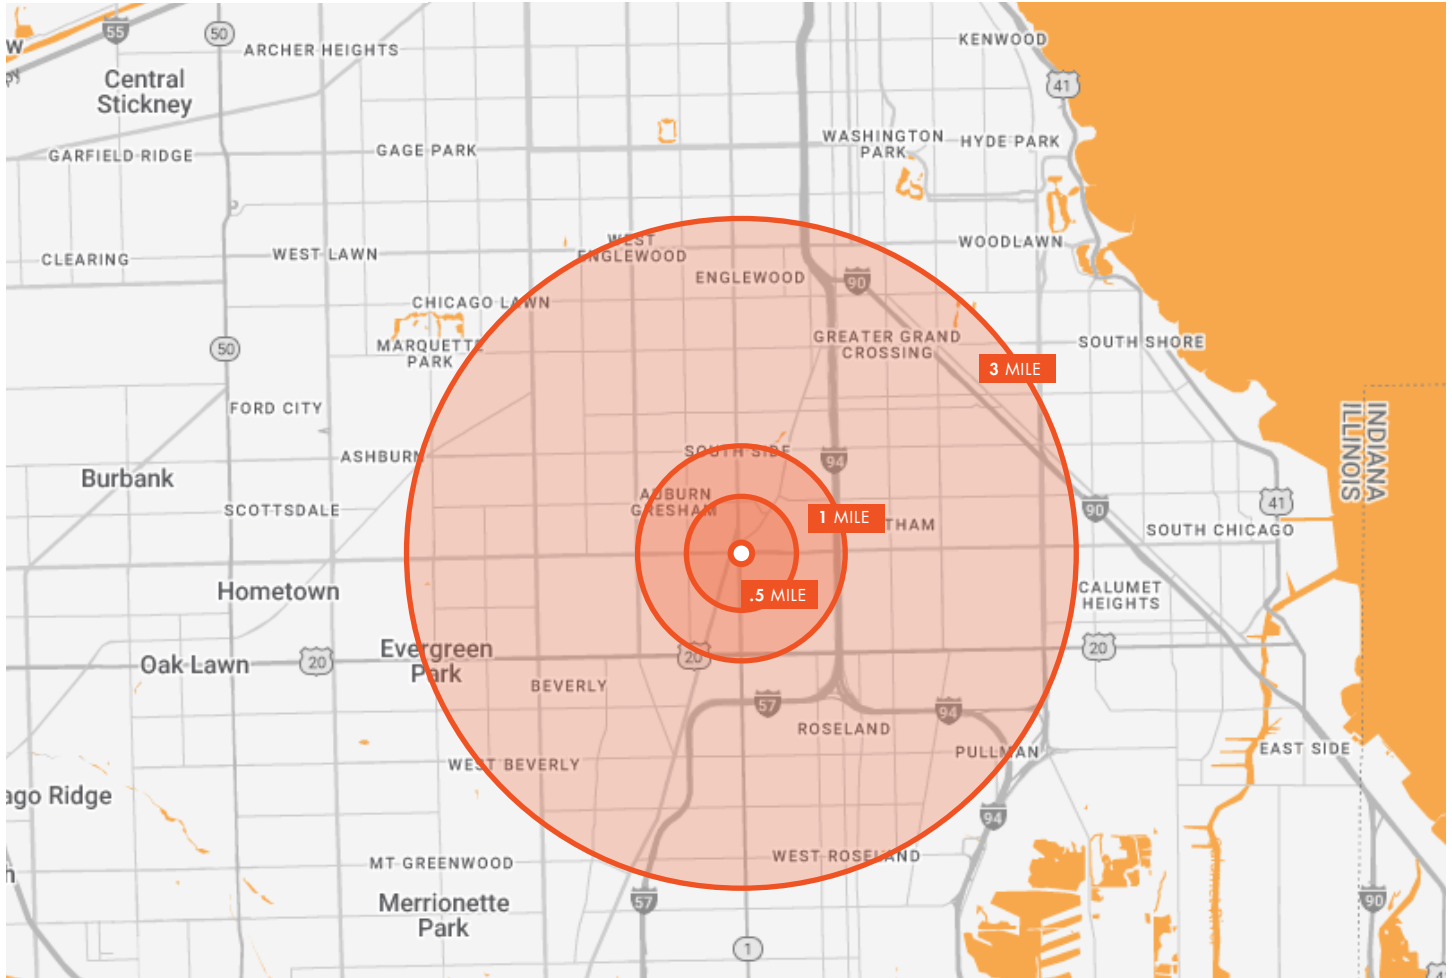 55
50
ARCHER HEIGHTS
KENWOOD
W
Central
Stickney
41
GARFIELD RIDGE
GAGE PARK
WASHINGTON
PARK
HYDE PARK
CLEARING
WEST LAWN
WEST
ENGLEWOOD
ENGLEWOOD
90
WOODLAWN
CHICAGO LAWN
MARQUETTE
PARK
50
GREATER GRAND
CROSSING
3 MILE
SOUTH SHORE
FORD CITY
INDIANA
ILLINOIS
ASHBURN
SOUTH SIDE
94
Burbank
SCOTTSDALE
AUBURN
GRESHAM
1 MILE
THAM
90
41
SOUTH CHICAGO
Hometown
.5 MILE
CALUMET
HEIGHTS
Oak Lawn
20
Evergreen
Park
20
20
BEVERLY
57
94
ROSELAND
PULLMAN
EAST SIDE
WEST BEVERLY
ago Ridge
94
MT GREENWOOD
WEST ROSELAND
h
Merrionette
Park
57
90
1
Calumet River